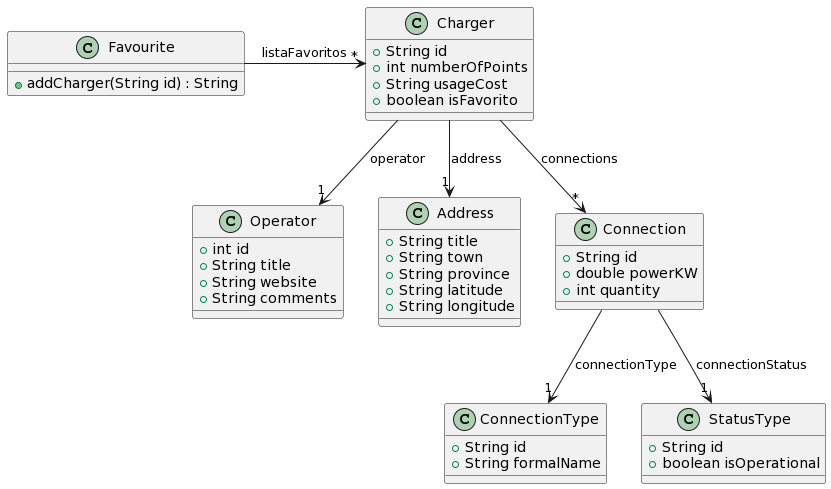 C Favourite
addCharger(String id) : String
listaFavoritos *
C Charger
String id
int numberOfPoints
String usageCost
boolean isFavorito
operator
address
connections
1
1
*
C Operator
int id
String title
String website
String comments
C Address
String title
String town
String province
String latitude
String longitude
C Connection
String id
double powerKW
int quantity
connectionType
connectionStatus
1
1
C ConnectionType
String id
String formalName
C StatusType
String id
boolean isOperational